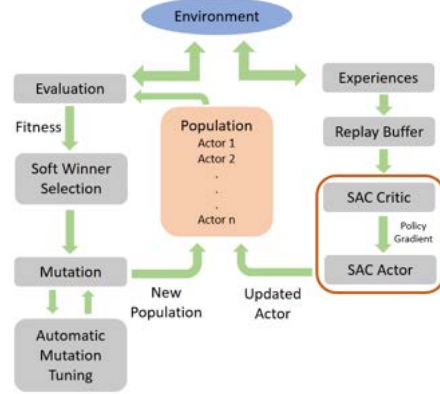 Environment
Evaluation
Experiences
Fitness
Population
Actor 1
Actor 2
.
.
.
Actor n
Replay Buffer
Soft Winner
Selection
SAC Critic
Policy
Gradient
Mutation
SAC Actor
New
Population
Updated
Actor
Automatic
Mutation
Tuning